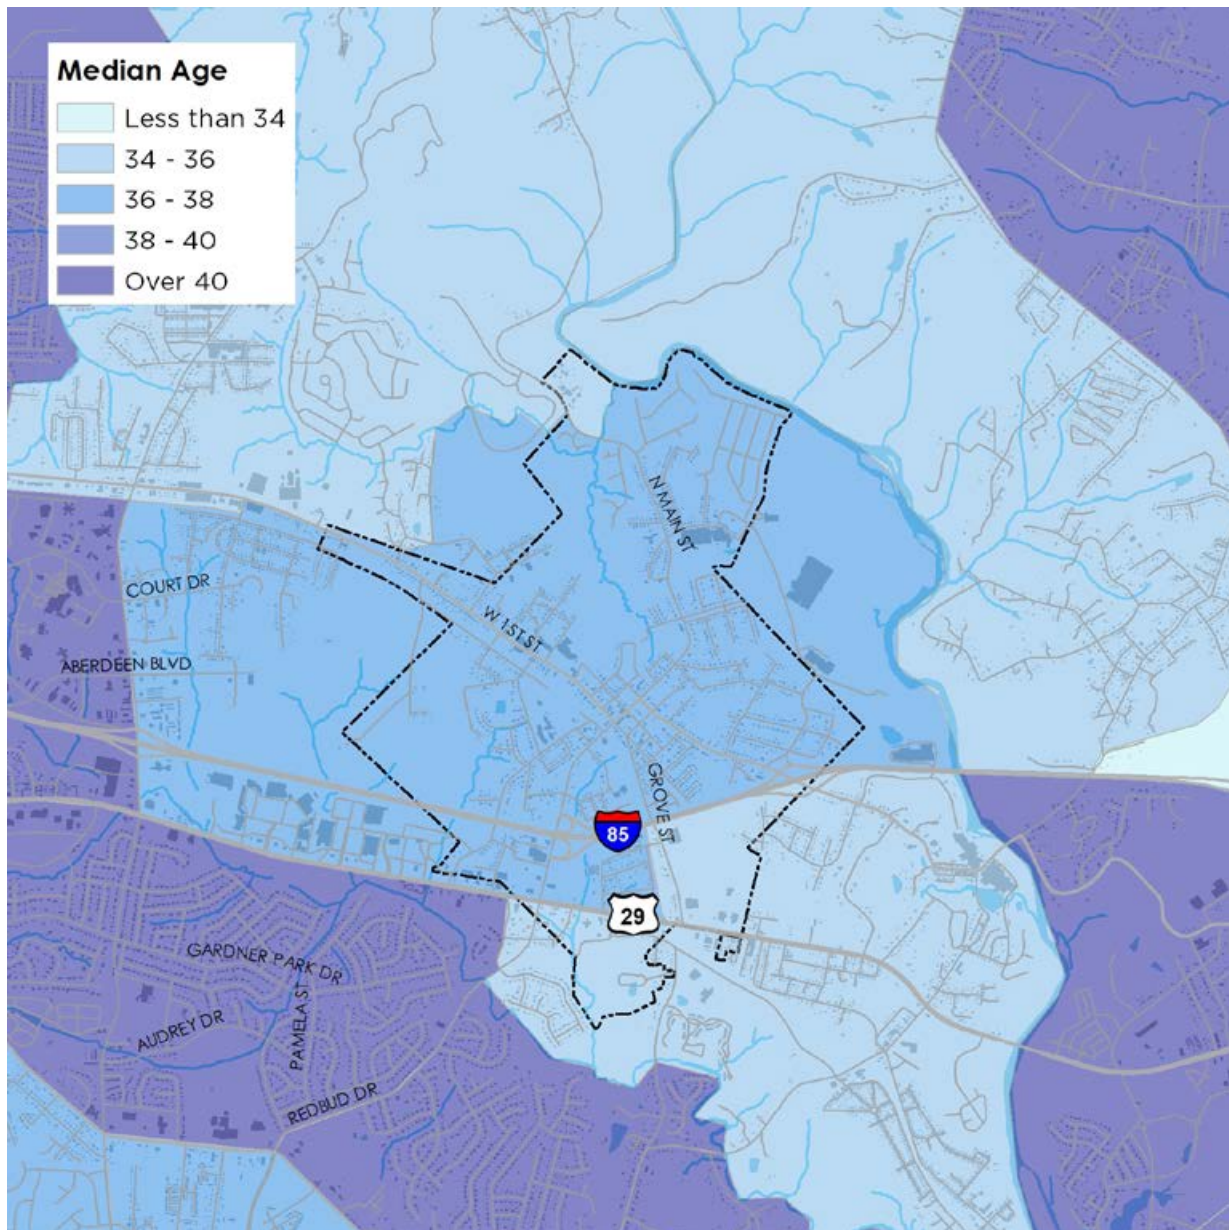 Median Age
Less than 34
34 - 36
36 - 38
38 - 40
Over 40
N MAIN ST
COURT DR
W 1ST ST
ABERDEEN BLVD
GROVE ST
85
29
GARDNER PARK DR
PAMELA ST
AUDREY DR
REDBUD DR